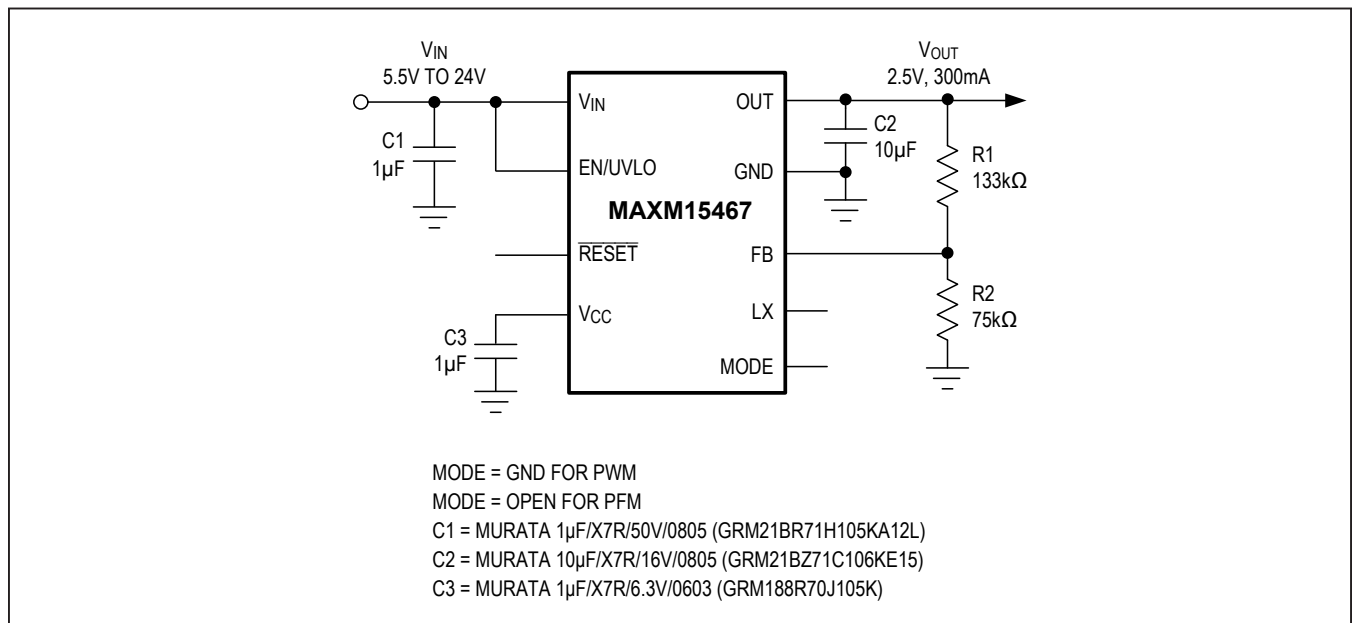 VIN
5.5V TO 24V
VOUT
2.5V, 300mA
VIN
OUT
C1
1µF
C2
10µF
R1
133kΩ
EN/UVLO
GND
MAXM15467
RESET
FB
R2
75kΩ
VCC
LX
C3
1µF
MODE
MODE = GND FOR PWM
MODE = OPEN FOR PFM
C1 = MURATA 1µF/X7R/50V/0805 (GRM21BR71H105KA12L)
C2 = MURATA 10µF/X7R/16V/0805 (GRM21BZ71C106KE15)
C3 = MURATA 1µF/X7R/6.3V/0603 (GRM188R70J105K)